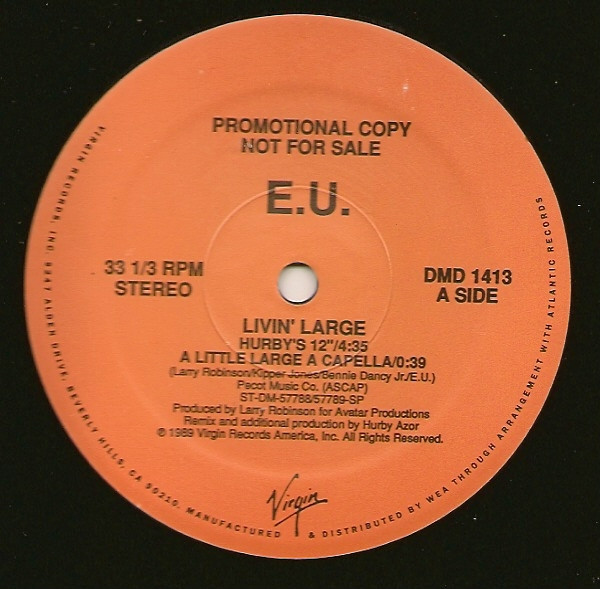 PROMOTIONAL COPY
NOT FOR SALE
E.U.
33 1/3 RPM
STEREO
DMD 1413
A SIDE
LIVIN' LARGE
HURBY'S 12"/4:35
A LITTLE LARGE A CAPELLA/0:39
(Larry Robinson/Kipper Jones/Bennie Dancy Jr./E.U.)
Pacot Music Co. (ASCAP)
ST-DM-57788/57789-SP
Produced by Larry Robinson for Avatar Productions
Remix and additional production by Hurby Azor
© 1989 Virgin Records America, Inc. All Rights Reserved.
Virgin
VIRGIN RECORDS, INC. 9247 ALDEN DRIVE, BEVERLY HILLS, CA 90210. MANUFACTURED & DISTRIBUTED BY WEA THROUGH ARRANGEMENT WITH ATLANTIC RECORDS